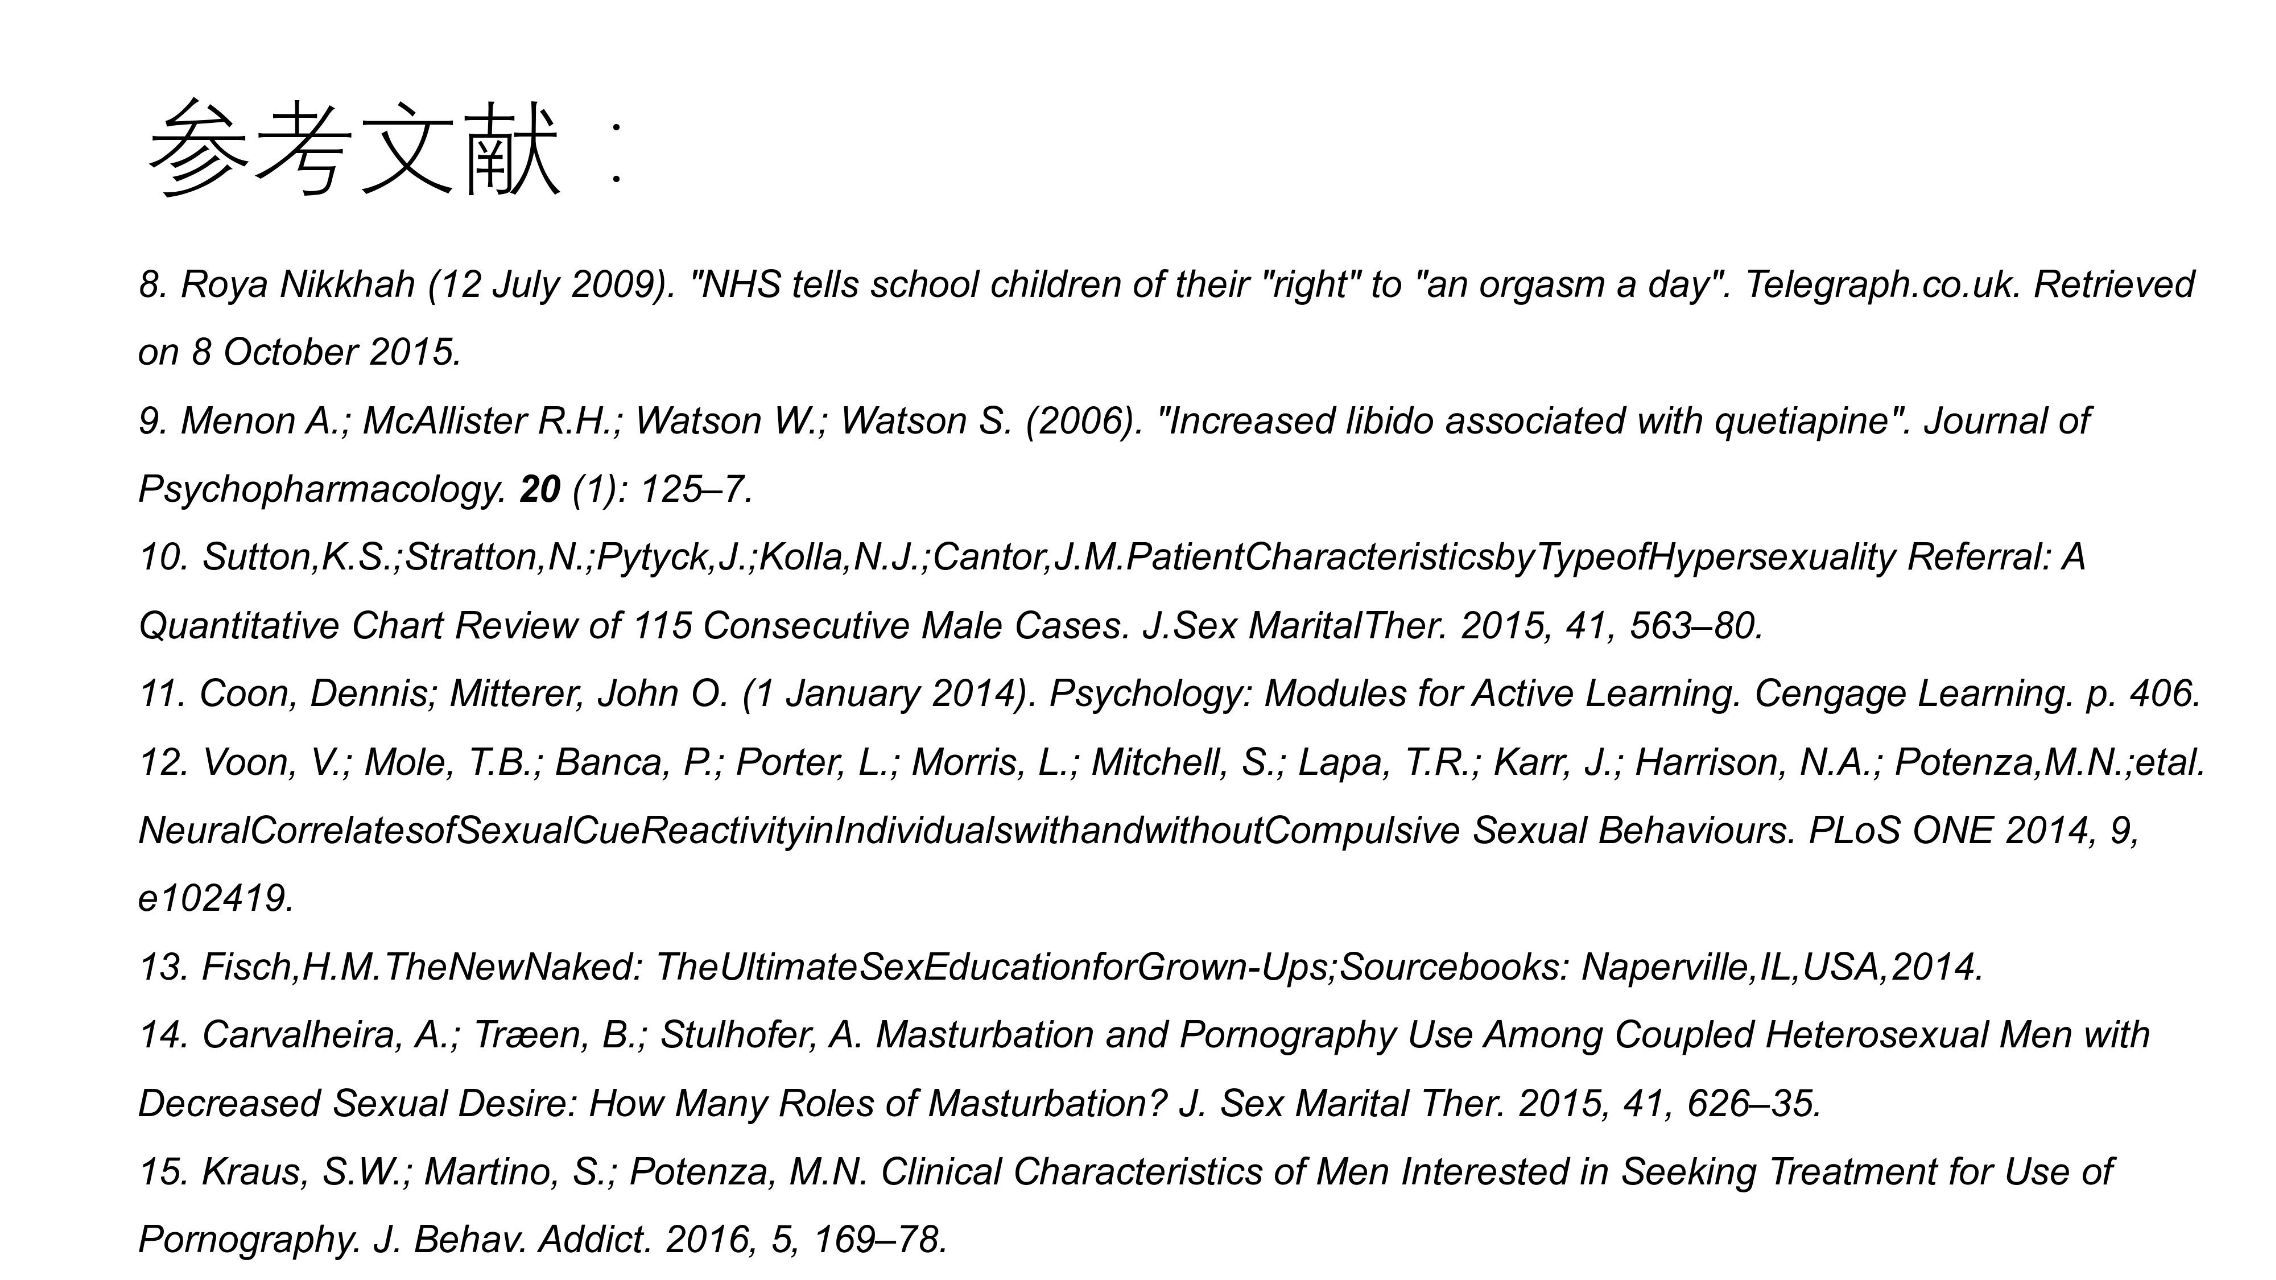 参考文献：
8. Roya Nikkhah (12 July 2009). "NHS tells school children of their "right" to "an orgasm a day". Telegraph.co.uk. Retrieved
on 8 October 2015.
9. Menon A.; McAllister R.H.; Watson W.; Watson S. (2006). "Increased libido associated with quetiapine". Journal of
Psychopharmacology. 20 (1): 125–7.
10. Sutton,K.S.;Stratton,N.;Pytyck,J.;Kolla,N.J.;Cantor,J.M.PatientCharacteristicsbyTypeofHypersexuality Referral: A
Quantitative Chart Review of 115 Consecutive Male Cases. J.Sex MaritalTher. 2015, 41, 563–80.
11. Coon, Dennis; Mitterer, John O. (1 January 2014). Psychology: Modules for Active Learning. Cengage Learning. p. 406.
12. Voon, V.; Mole, T.B.; Banca, P.; Porter, L.; Morris, L.; Mitchell, S.; Lapa, T.R.; Karr, J.; Harrison, N.A.; Potenza,M.N.;etal.
NeuralCorrelatesofSexualCueReactivityinIndividualswithandwithoutCompulsive Sexual Behaviours. PLoS ONE 2014, 9,
e102419.
13. Fisch,H.M.TheNewNaked: TheUltimateSexEducationforGrown-Ups;Sourcebooks: Naperville,IL,USA,2014.
14. Carvalheira, A.; Træen, B.; Stulhofer, A. Masturbation and Pornography Use Among Coupled Heterosexual Men with
Decreased Sexual Desire: How Many Roles of Masturbation? J. Sex Marital Ther. 2015, 41, 626–35.
15. Kraus, S.W.; Martino, S.; Potenza, M.N. Clinical Characteristics of Men Interested in Seeking Treatment for Use of
Pornography. J. Behav. Addict. 2016, 5, 169–78.